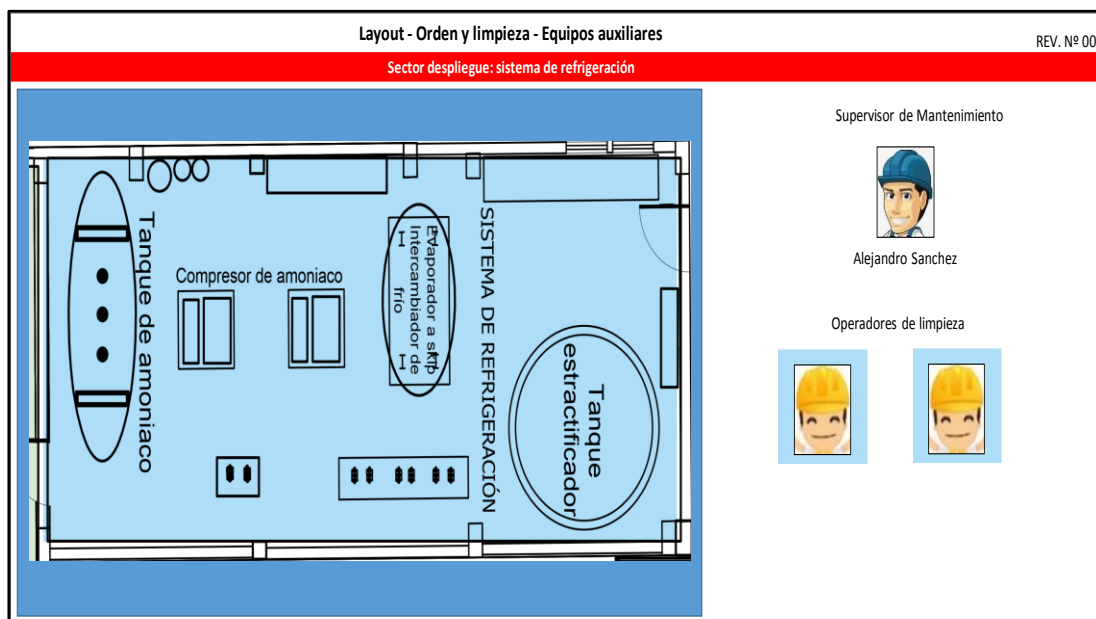 Layout - Orden y limpieza - Equipos auxiliares
REV. Nº 00
Sector despliegue: sistema de refrigeración
Supervisor de Mantenimiento
Alejandro Sanchez
Operadores de limpieza
Tanque de amoniaco
Compresor de amoniaco
Evaporador a skip
Intercambiador de
frío
SISTEMA DE REFRIGERACIÓN
Tanque
estractificador